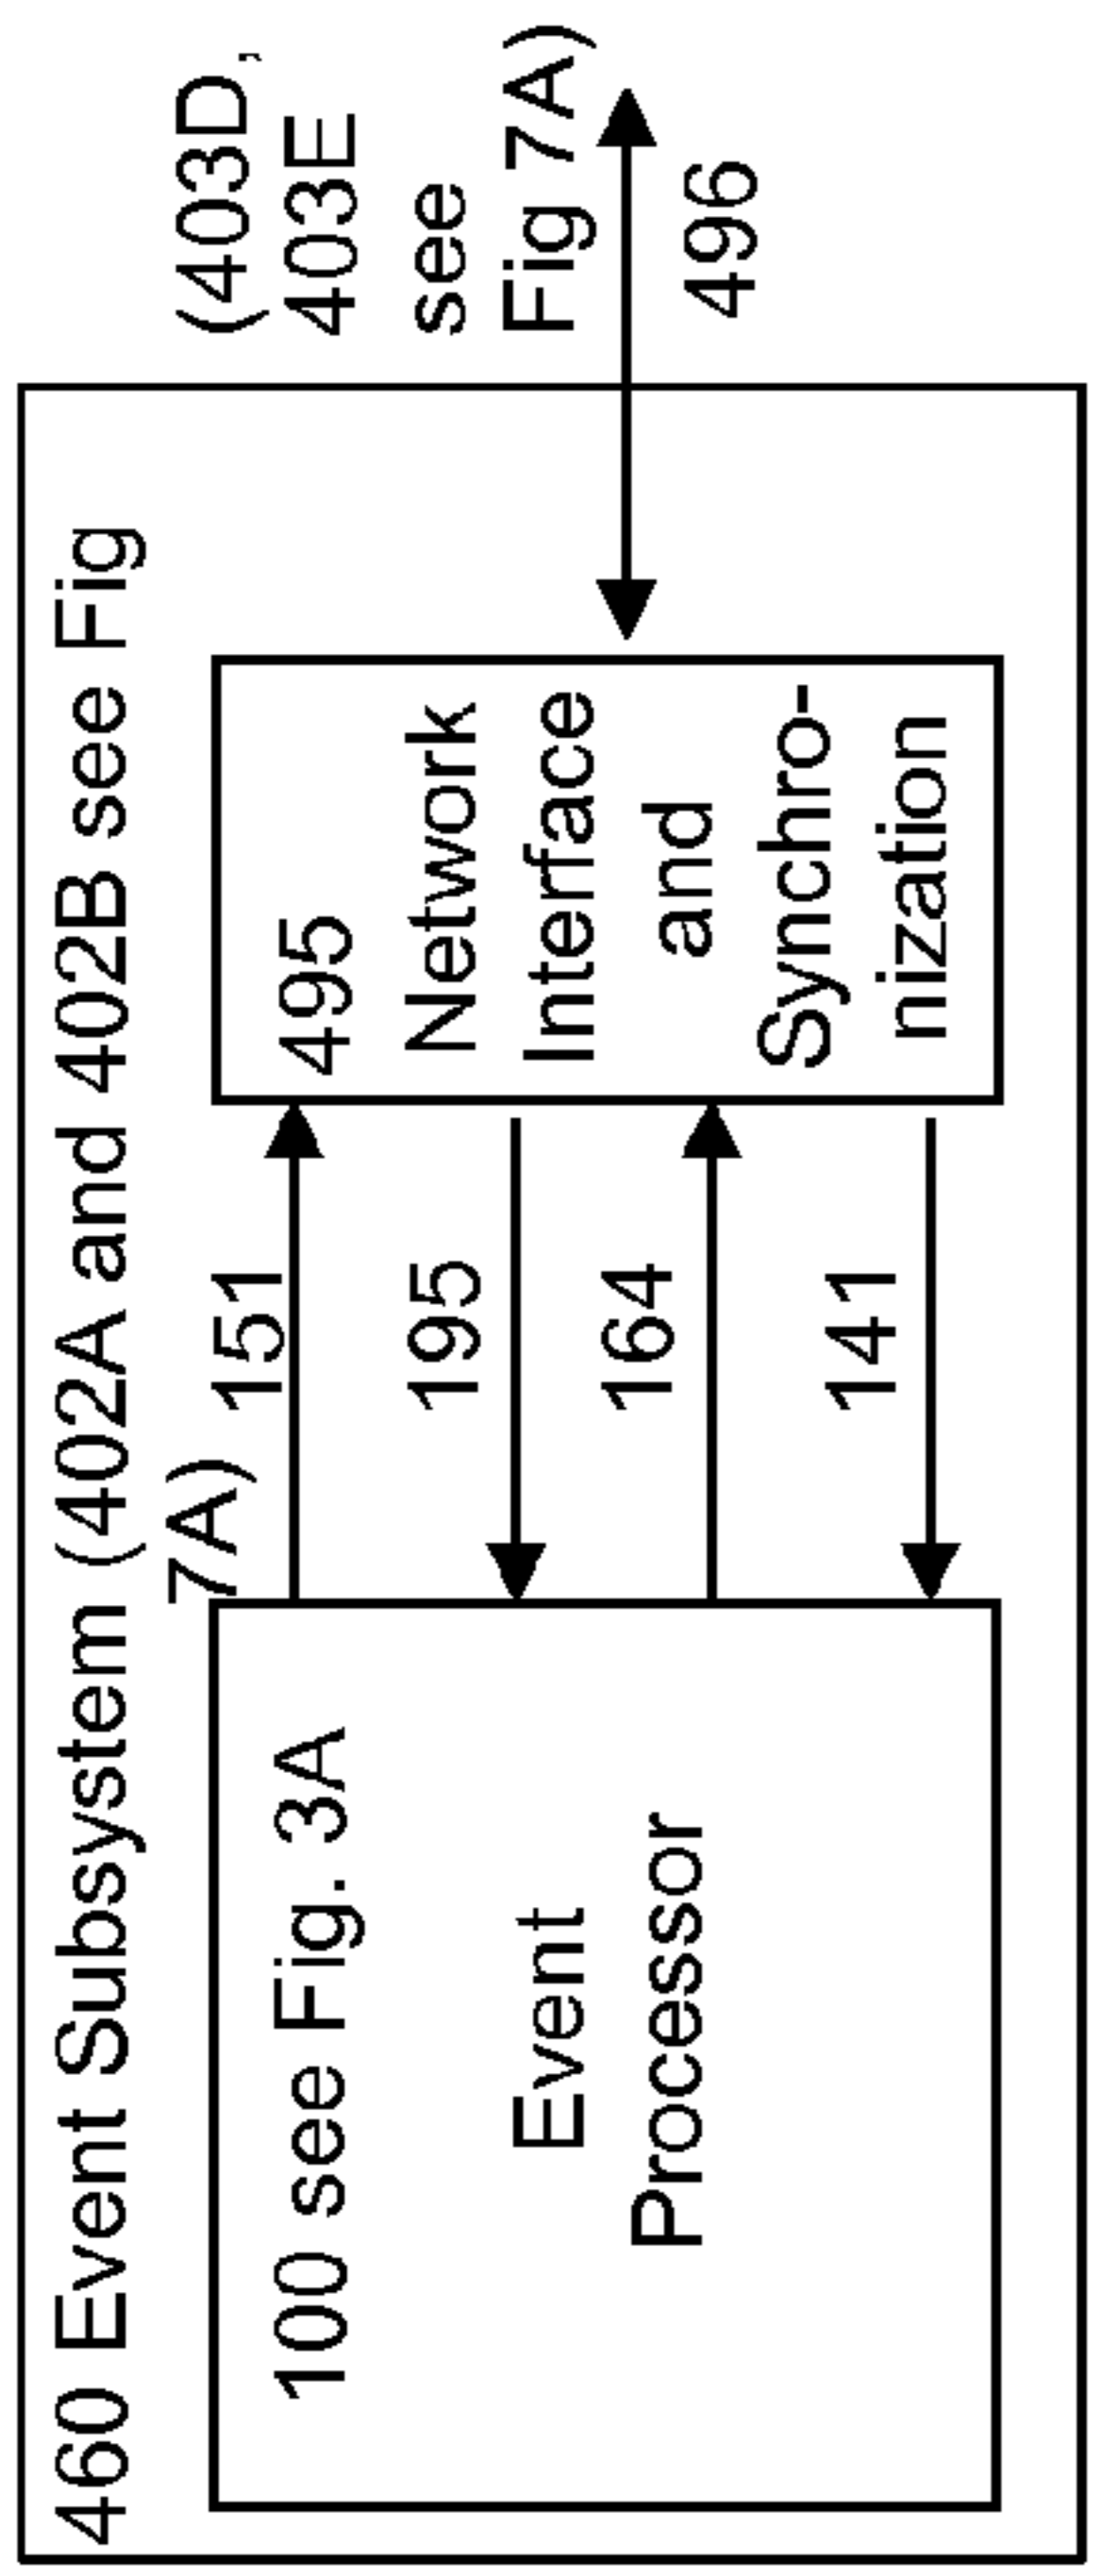 460 Event Subsystem (402A and 402B see Fig
7A)
100 see Fig. 3A
Event
Processor
151
195
164
141
495
Network
Interface
and
Synchro-
nization
(403D,
403E
see
Fig 7A)
496